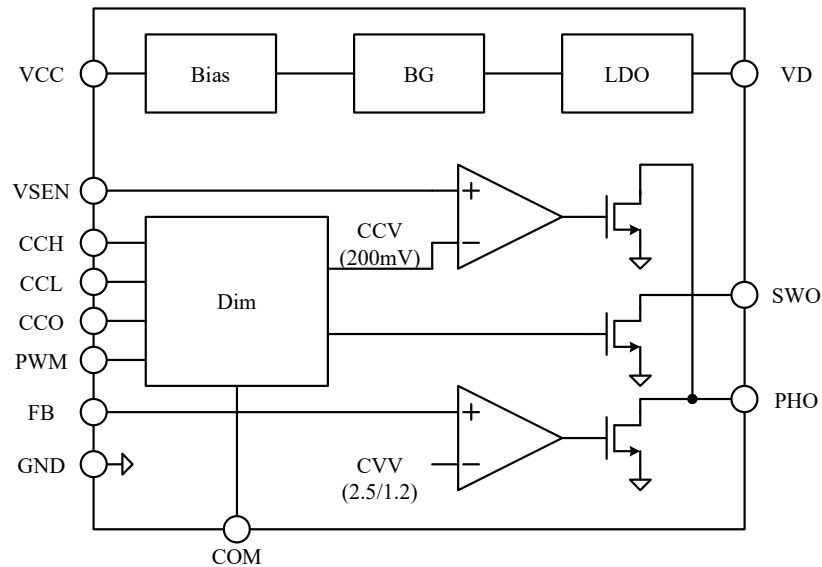 VCC
Bias
BG
LDO
VD
VSEN
+
CCH
CCV
(200mV)
−
CCL
Dim
SWO
CCO
PWM
FB
+
PHO
GND
CVV
(2.5/1.2)
−
COM